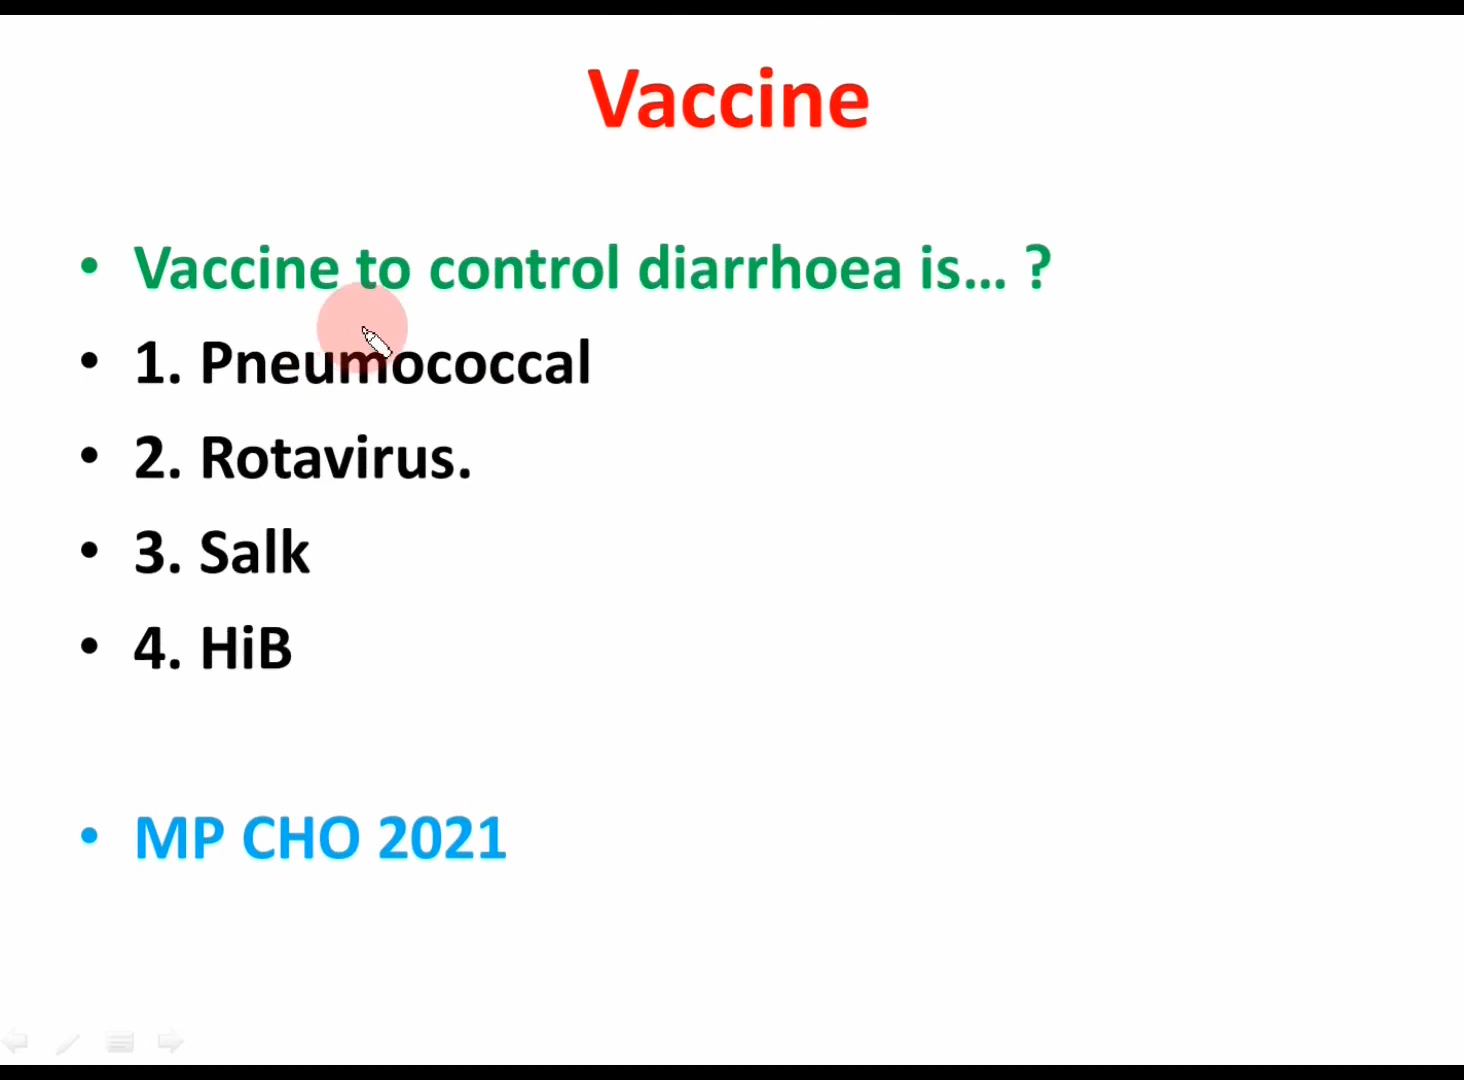 Vaccine
• Vaccine to control diarrhoea is... ?
• 1. Pneumococcal
• 2. Rotavirus.
• 3. Salk
• 4. HiB
• MP CHO 2021